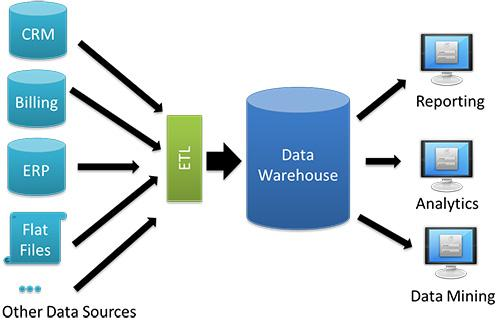 CRM
Billing
ERP
Flat
Files
Other Data Sources
ETL
Data
Warehouse
Reporting
Analytics
Data Mining